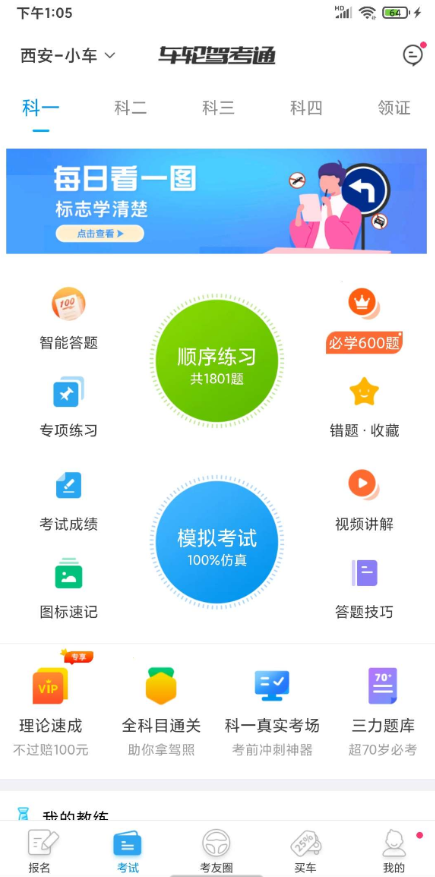 下午1:05
HD
64
西安-小车
车轮驾考通
科一
科二
科三
科四
领证
每日看一图
标志学清楚
点击查看
智能答题
顺序练习
共1801题
必学600题
专项练习
错题·收藏
考试成绩
模拟考试
100%仿真
视频讲解
图标速记
答题技巧
专享
VIP
70+
理论速成
全科目通关
科一真实考场
三力题库
不过赔100元
助你拿驾照
考前冲刺神器
超70岁必考
我的教练
25%
报名
考试
考友圈
买车
我的